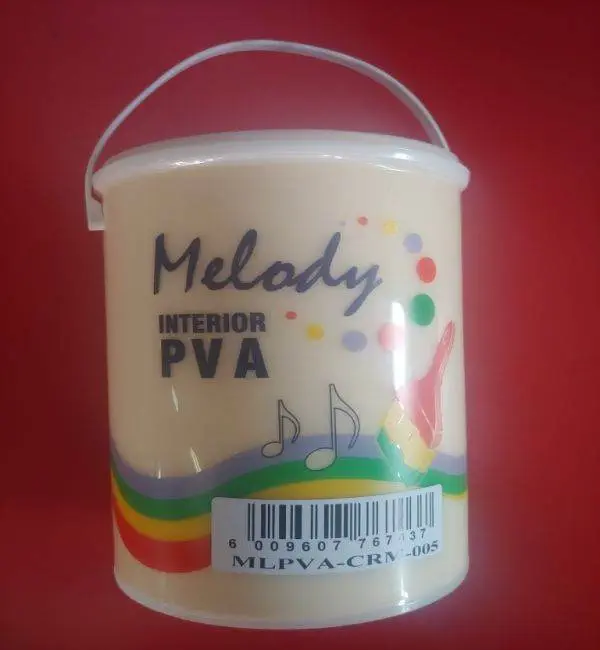 Melody
INTERIOR
PVA
6 009607 767437
MLPVA-CRM-005